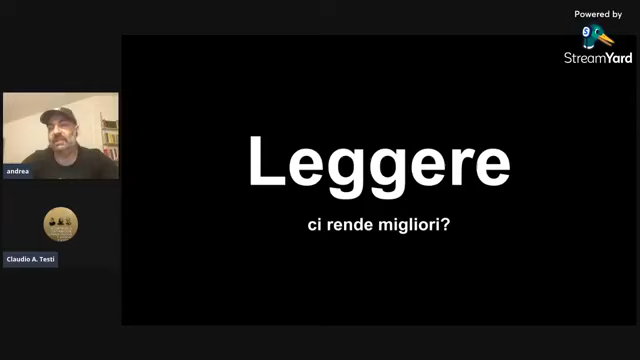 Powered by
StreamYard
Leggere
ci rende migliori?
andrea
Claudio A. Testi